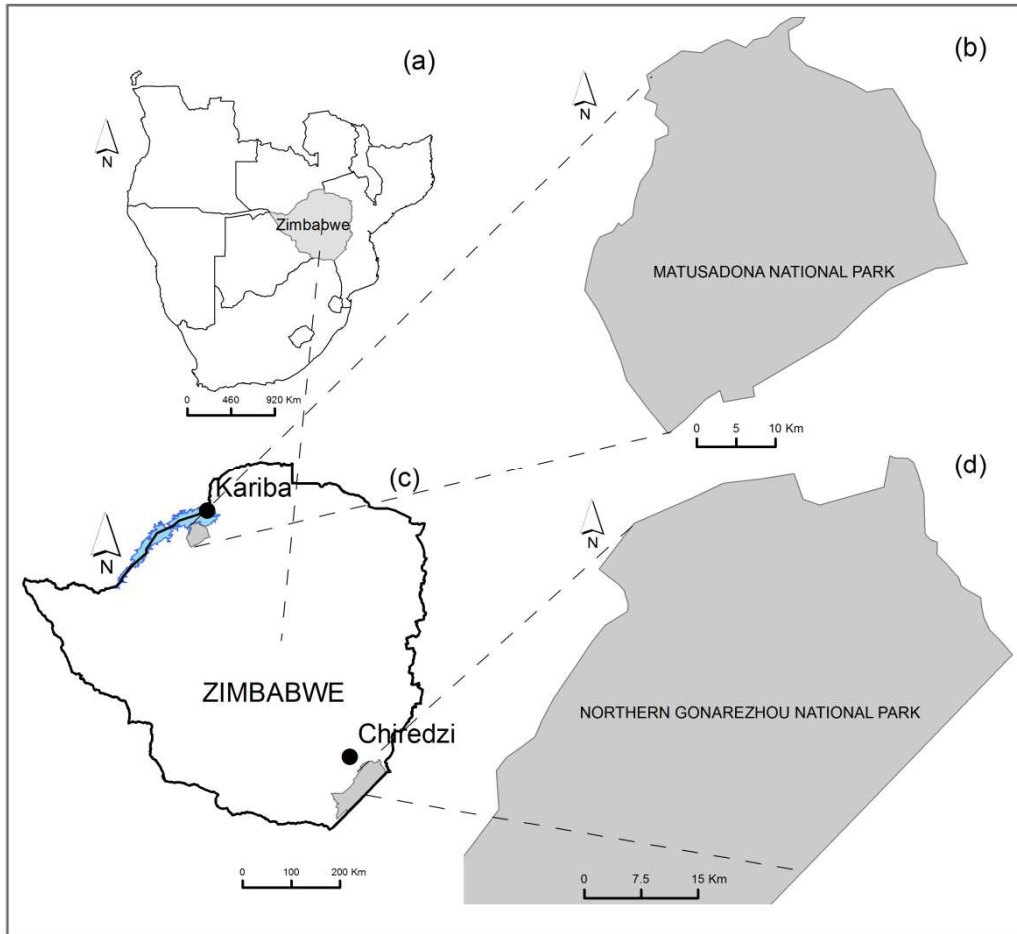 (a)
N
Zimbabwe
0 460 920 Km
(b)
N
MATUSADONA NATIONAL PARK
0 5 10 Km
(c)
Kariba
N
ZIMBABWE
Chiredzi
0 100 200 Km
(d)
N
NORTHERN GONAREZHOU NATIONAL PARK
0 7.5 15 Km